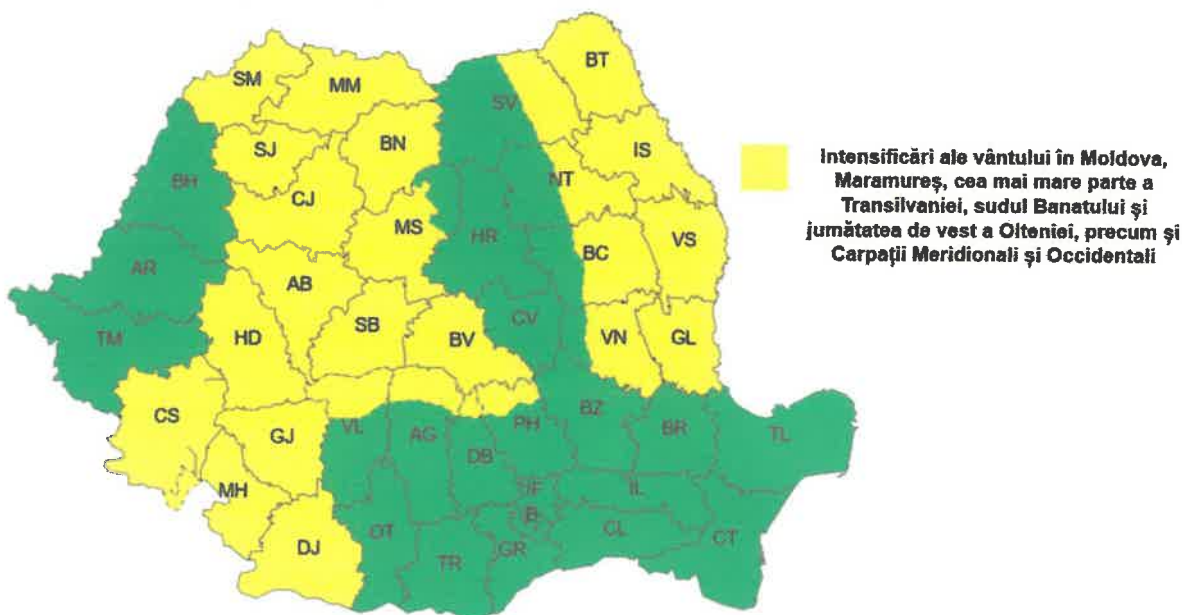 BT
SM
MM
SV
BN
SJ
IS
BH
NT
CJ
MS
HR
VS
BC
AR
AB
CV
SB
TM
HD
BV
VN
GL
CS
BZ
VL
AG
PH
BR
TL
GJ
DB
IF
IL
MH
B
OT
CL
CT
DJ
TR
GR
Intensificări ale vântului în Moldova,
Maramureș, cea mai mare parte a
Transilvaniei, sudul Banatului și
jumătatea de vest a Olteniei, precum și
Carpații Meridionali și Occidentali